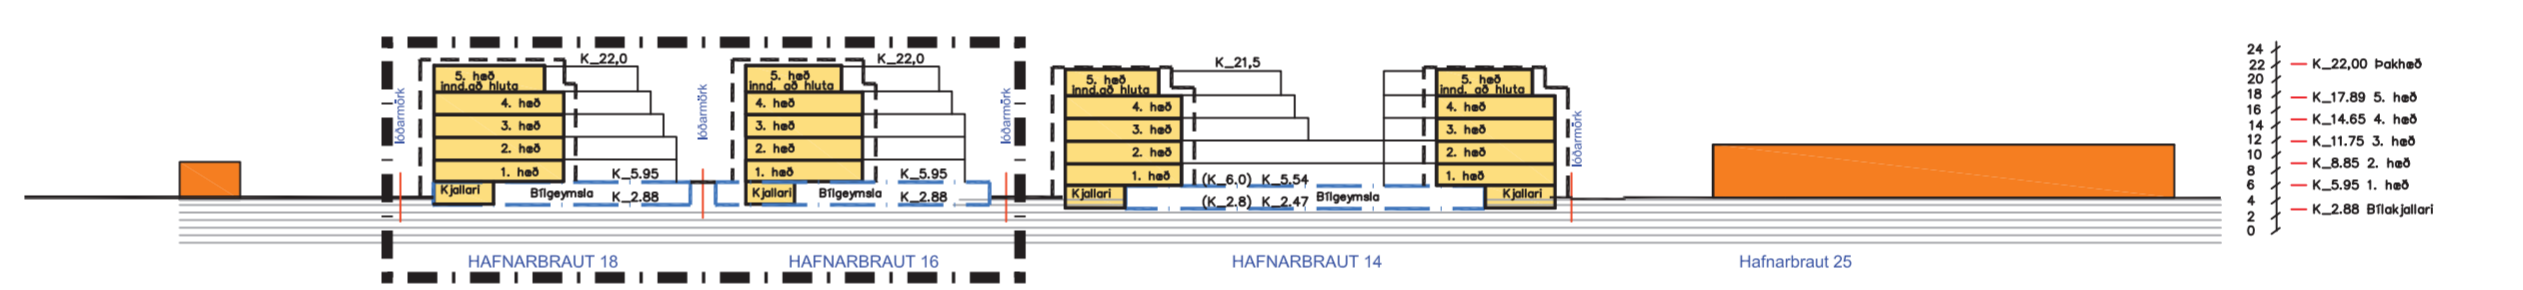 K_22,0
5. hæð
innd.að hluta
4. hæð
3. hæð
2. hæð
1. hæð
Kjallari
Bílgeymsla
K_5.95
K_2.88
lóðarmörk
lóðarmörk
HAFNARBRAUT 18
K_22,0
5. hæð
innd. að hluta
4. hæð
3. hæð
2. hæð
1. hæð
Kjallari
Bílgeymsla
K_5.95
K_2.88
lóðarmörk
HAFNARBRAUT 16
K_21,5
5. hæð
innd.að hluta
4. hæð
3. hæð
2. hæð
1. hæð
Kjallari
(K_6,0) K_5.54
(K_2.8) K_2.47
Bílgeymsla
5. hæð
innd. að hluta
4. hæð
3. hæð
2. hæð
1. hæð
Kjallari
lóðarmörk
HAFNARBRAUT 14
Hafnarbraut 25
24
22
20
18
16
14
12
10
8
6
4
2
0
K_22,00 Þakhæð
K_17.89 5. hæð
K_14.65 4. hæð
K_11.75 3. hæð
K_8.85 2. hæð
K_5.95 1. hæð
K_2.88 Bílakjallari